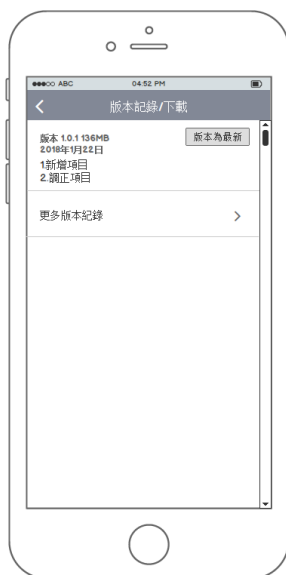 ABC 04:52 PM
版本記錄/下載
版本 1.0.1 136MB
版本為最新
2018年1月22日
1.新增項目
2.調正項目
更多版本紀錄